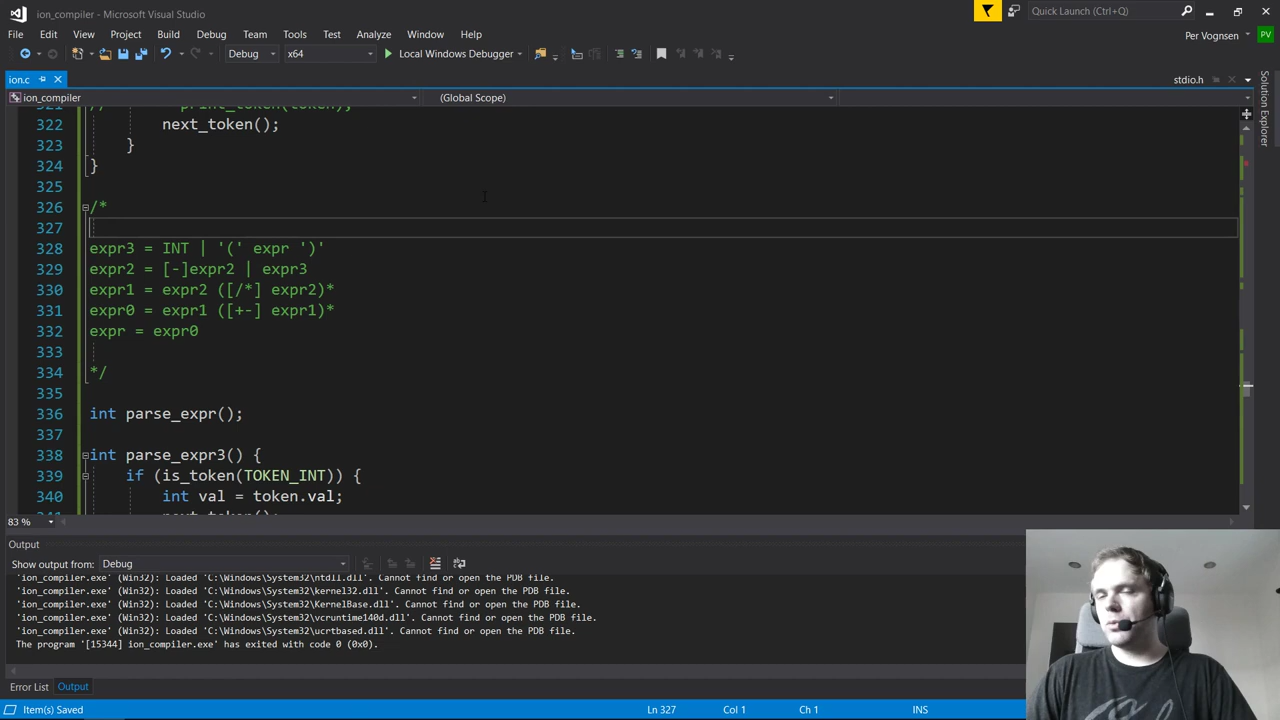 ion_compiler - Microsoft Visual Studio
Quick Launch (Ctrl+Q)
File Edit View Project Build Debug Team Tools Test Analyze Window Help
Per Vognsen PV
Debug x64 Local Windows Debugger
ion.c stdio.h
ion_compiler (Global Scope)
Solution Explorer
321 // print_token(token);
322 next_token();
323 }
324 }
325
326 /*
327
328 expr3 = INT | '(' expr ')'
329 expr2 = [-]expr2 | expr3
330 expr1 = expr2 ([/*] expr2)*
331 expr0 = expr1 ([+-] expr1)*
332 expr = expr0
333
334 */
335
336 int parse_expr();
337
338 int parse_expr3() {
339 if (is_token(TOKEN_INT)) {
340 int val = token.val;
341 next_token();
83 %
Output
Show output from: Debug
'ion_compiler.exe' (Win32): Loaded 'C:\Windows\System32\ntdll.dll'. Cannot find or open the PDB file.
'ion_compiler.exe' (Win32): Loaded 'C:\Windows\System32\kernel32.dll'. Cannot find or open the PDB file.
'ion_compiler.exe' (Win32): Loaded 'C:\Windows\System32\KernelBase.dll'. Cannot find or open the PDB file.
'ion_compiler.exe' (Win32): Loaded 'C:\Windows\System32\vcruntime140d.dll'. Cannot find or open the PDB file.
'ion_compiler.exe' (Win32): Loaded 'C:\Windows\System32\ucrtbased.dll'. Cannot find or open the PDB file.
The program '[15344] ion_compiler.exe' has exited with code 0 (0x0).
Error List Output
Item(s) Saved Ln 327 Col 1 Ch 1 INS